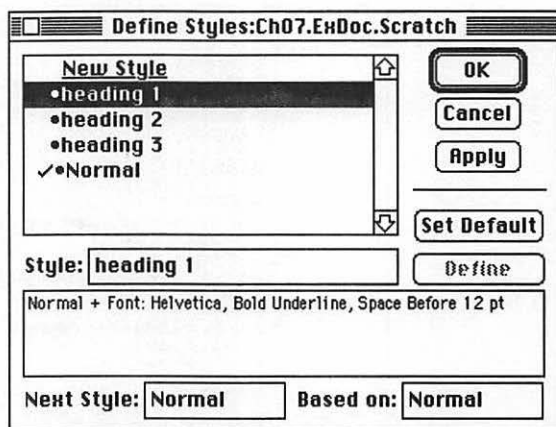 Define Styles:Ch07.ExDoc.Scratch
New Style
•heading 1
•heading 2
•heading 3
✓•Normal
OK
Cancel
Apply
Set Default
Define
Style: heading 1
Normal + Font: Helvetica, Bold Underline, Space Before 12 pt
Next Style: Normal Based on: Normal